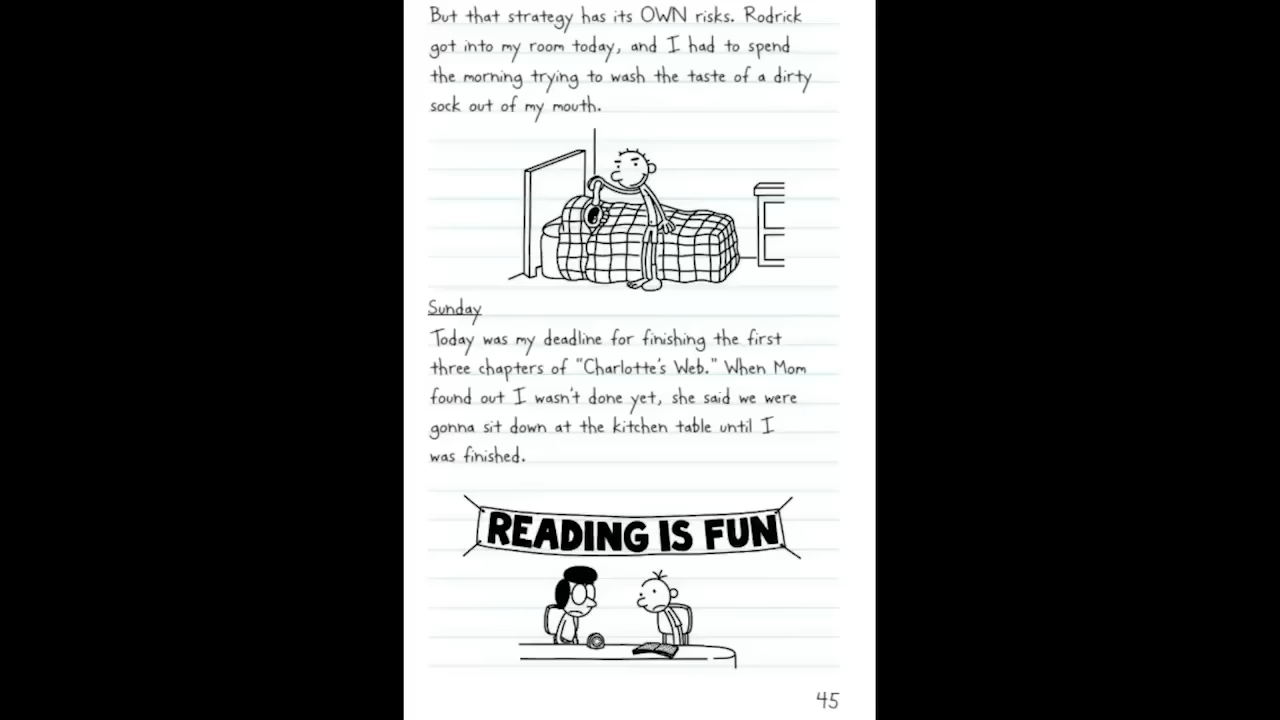 But that strategy has its OWN risks. Rodrick
got into my room today, and I had to spend
the morning trying to wash the taste of a dirty
sock out of my mouth.
Sunday
Today was my deadline for finishing the first
three chapters of "Charlotte's Web." When Mom
found out I wasn't done yet, she said we were
gonna sit down at the kitchen table until I
was finished.
READING IS FUN
45